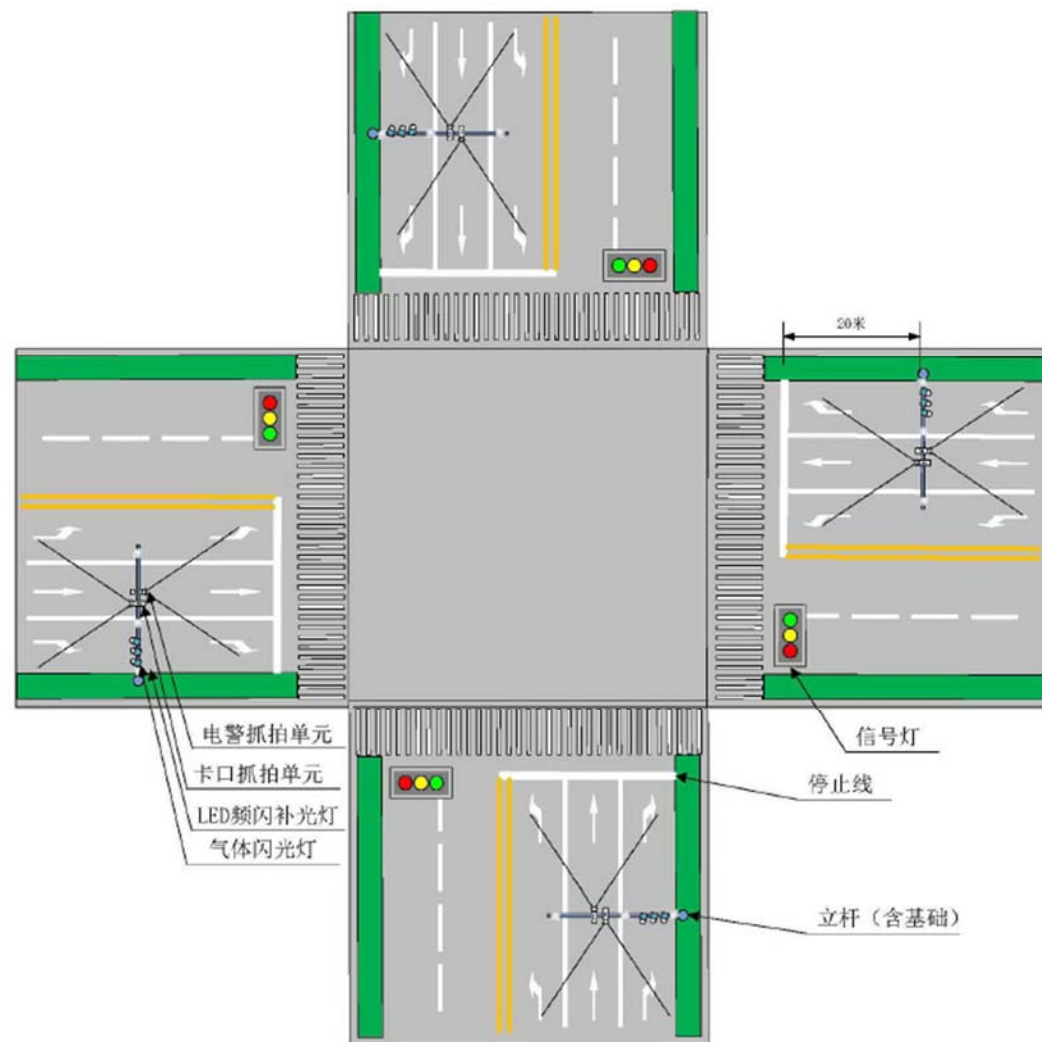 20米
电警抓拍单元
卡口抓拍单元
LED频闪补光灯
气体闪光灯
信号灯
停止线
立杆（含基础）